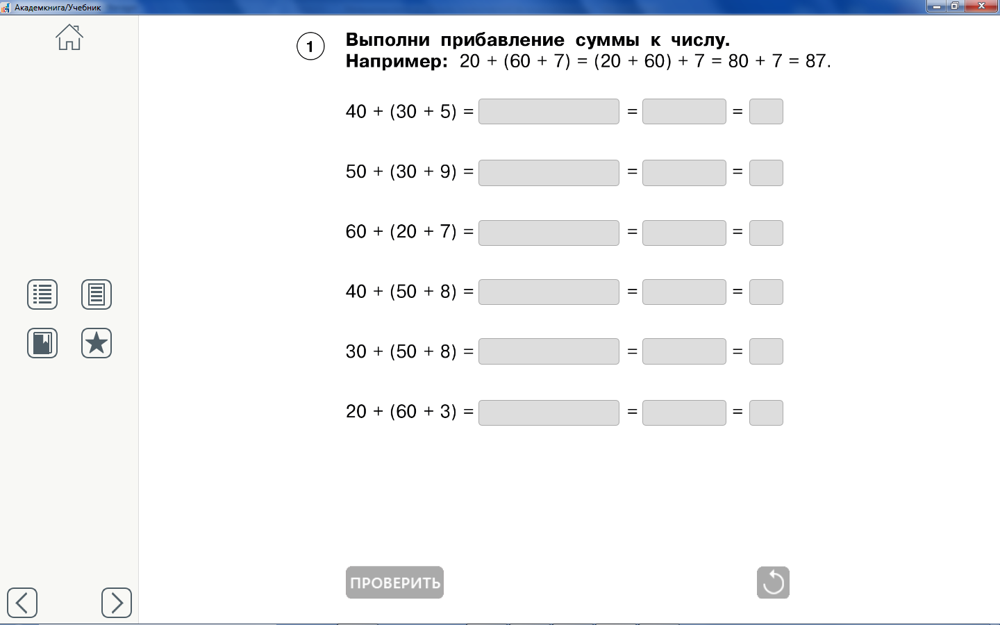 Академкнига/Учебник
1 Выполни прибавление суммы к числу.
Например: 20 + (60 + 7) = (20 + 60) + 7 = 80 + 7 = 87.
40 + (30 + 5) = = =
50 + (30 + 9) = = =
60 + (20 + 7) = = =
40 + (50 + 8) = = =
30 + (50 + 8) = = =
20 + (60 + 3) = = =
ПРОВЕРИТЬ